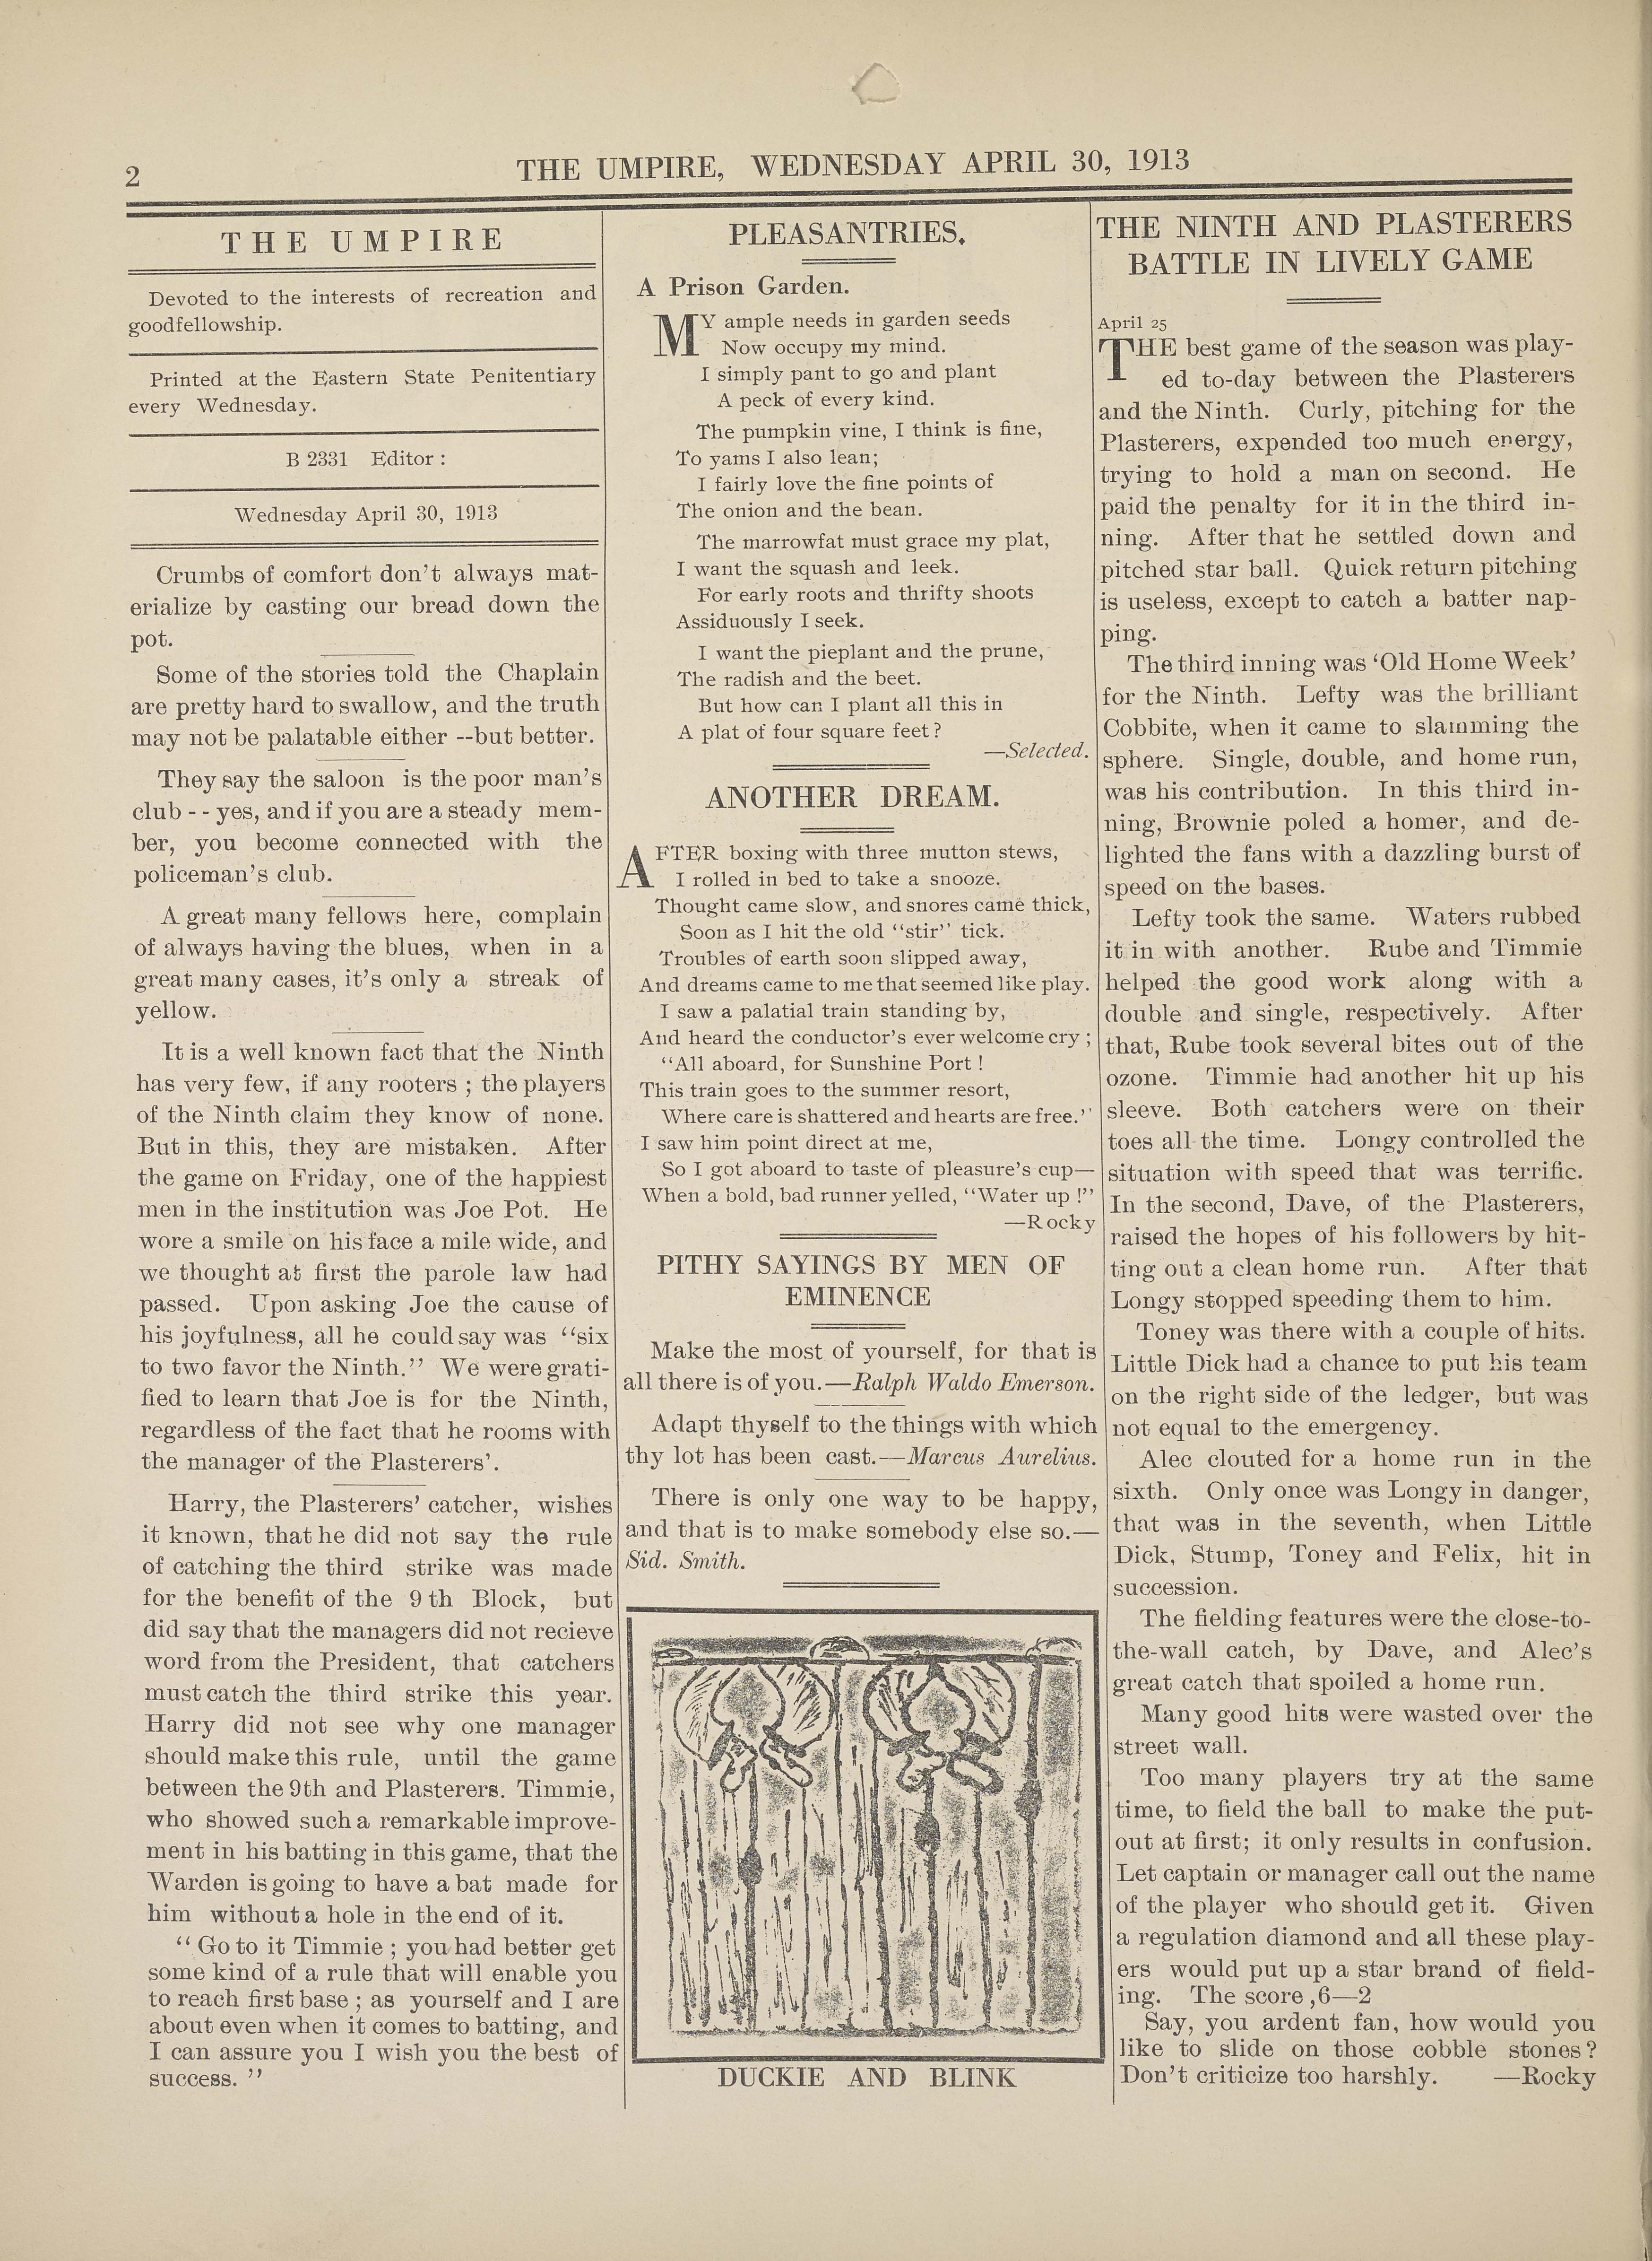 2
THE UMPIRE, WEDNESDAY APRIL 30, 1913
THE UMPIRE
Devoted to the interests of recreation and
goodfellowship.
Printed at the Eastern State Penitentiary
every Wednesday.
B 2331 Editor :
Wednesday April 30, 1913
Crumbs of comfort don't always mat-
erialize by casting our bread down the
pot.
Some of the stories told the Chaplain
are pretty hard to swallow, and the truth
may not be palatable either --but better.
They say the saloon is the poor man's
club - - yes, and if you are a steady mem-
ber, you become connected with the
policeman's club.
A great many fellows here, complain
of always having the blues, when in a
great many cases, it's only a streak of
yellow.
It is a well known fact that the Ninth
has very few, if any rooters ; the players
of the Ninth claim they know of none.
But in this, they are mistaken. After
the game on Friday, one of the happiest
men in the institution was Joe Pot. He
wore a smile on his face a mile wide, and
we thought at first the parole law had
passed. Upon asking Joe the cause of
his joyfulness, all he could say was “six
to two favor the Ninth.” We were grati-
fied to learn that Joe is for the Ninth,
regardless of the fact that he rooms with
the manager of the Plasterers'.
Harry, the Plasterers' catcher, wishes
it known, that he did not say the rule
of catching the third strike was made
for the benefit of the 9 th Block, but
did say that the managers did not recieve
word from the President, that catchers
must catch the third strike this year.
Harry did not see why one manager
should make this rule, until the game
between the 9th and Plasterers. Timmie,
who showed such a remarkable improve-
ment in his batting in this game, that the
Warden is going to have a bat made for
him without a hole in the end of it.
“ Go to it Timmie ; you had better get
some kind of a rule that will enable you
to reach first base ; as yourself and I are
about even when it comes to batting, and
I can assure you I wish you the best of
success. ”
PLEASANTRIES.
A Prison Garden.
MY ample needs in garden seeds
Now occupy my mind.
I simply pant to go and plant
A peck of every kind.
The pumpkin vine, I think is fine,
To yams I also lean;
I fairly love the fine points of
The onion and the bean.
The marrowfat must grace my plat,
I want the squash and leek.
For early roots and thrifty shoots
Assiduously I seek.
I want the pieplant and the prune,
The radish and the beet.
But how can I plant all this in
A plat of four square feet ?
—Selected.
ANOTHER DREAM.
AFTER boxing with three mutton stews,
I rolled in bed to take a snooze.
Thought came slow, and snores came thick,
Soon as I hit the old “stir” tick.
Troubles of earth soon slipped away,
And dreams came to me that seemed like play.
I saw a palatial train standing by,
And heard the conductor's ever welcome cry ;
“All aboard, for Sunshine Port !
This train goes to the summer resort,
Where care is shattered and hearts are free.”
I saw him point direct at me,
So I got aboard to taste of pleasure's cup—
When a bold, bad runner yelled, “Water up !”
—Rocky
PITHY SAYINGS BY MEN OF
EMINENCE
Make the most of yourself, for that is
all there is of you.—Ralph Waldo Emerson.
Adapt thyself to the things with which
thy lot has been cast.—Marcus Aurelius.
There is only one way to be happy,
and that is to make somebody else so.—
Sid. Smith.
DUCKIE AND BLINK
THE NINTH AND PLASTERERS
BATTLE IN LIVELY GAME
April 25
THE best game of the season was play-
ed to-day between the Plasterers
and the Ninth. Curly, pitching for the
Plasterers, expended too much energy,
trying to hold a man on second. He
paid the penalty for it in the third in-
ning. After that he settled down and
pitched star ball. Quick return pitching
is useless, except to catch a batter nap-
ping.
The third inning was ‘Old Home Week’
for the Ninth. Lefty was the brilliant
Cobbite, when it came to slamming the
sphere. Single, double, and home run,
was his contribution. In this third in-
ning, Brownie poled a homer, and de-
lighted the fans with a dazzling burst of
speed on the bases.
Lefty took the same. Waters rubbed
it in with another. Rube and Timmie
helped the good work along with a
double and single, respectively. After
that, Rube took several bites out of the
ozone. Timmie had another hit up his
sleeve. Both catchers were on their
toes all the time. Longy controlled the
situation with speed that was terrific.
In the second, Dave, of the Plasterers,
raised the hopes of his followers by hit-
ting out a clean home run. After that
Longy stopped speeding them to him.
Toney was there with a couple of hits.
Little Dick had a chance to put his team
on the right side of the ledger, but was
not equal to the emergency.
Alec clouted for a home run in the
sixth. Only once was Longy in danger,
that was in the seventh, when Little
Dick, Stump, Toney and Felix, hit in
succession.
The fielding features were the close-to-
the-wall catch, by Dave, and Alec's
great catch that spoiled a home run.
Many good hits were wasted over the
street wall.
Too many players try at the same
time, to field the ball to make the put-
out at first; it only results in confusion.
Let captain or manager call out the name
of the player who should get it. Given
a regulation diamond and all these play-
ers would put up a star brand of field-
ing. The score ,6—2
Say, you ardent fan, how would you
like to slide on those cobble stones ?
Don't criticize too harshly. —Rocky